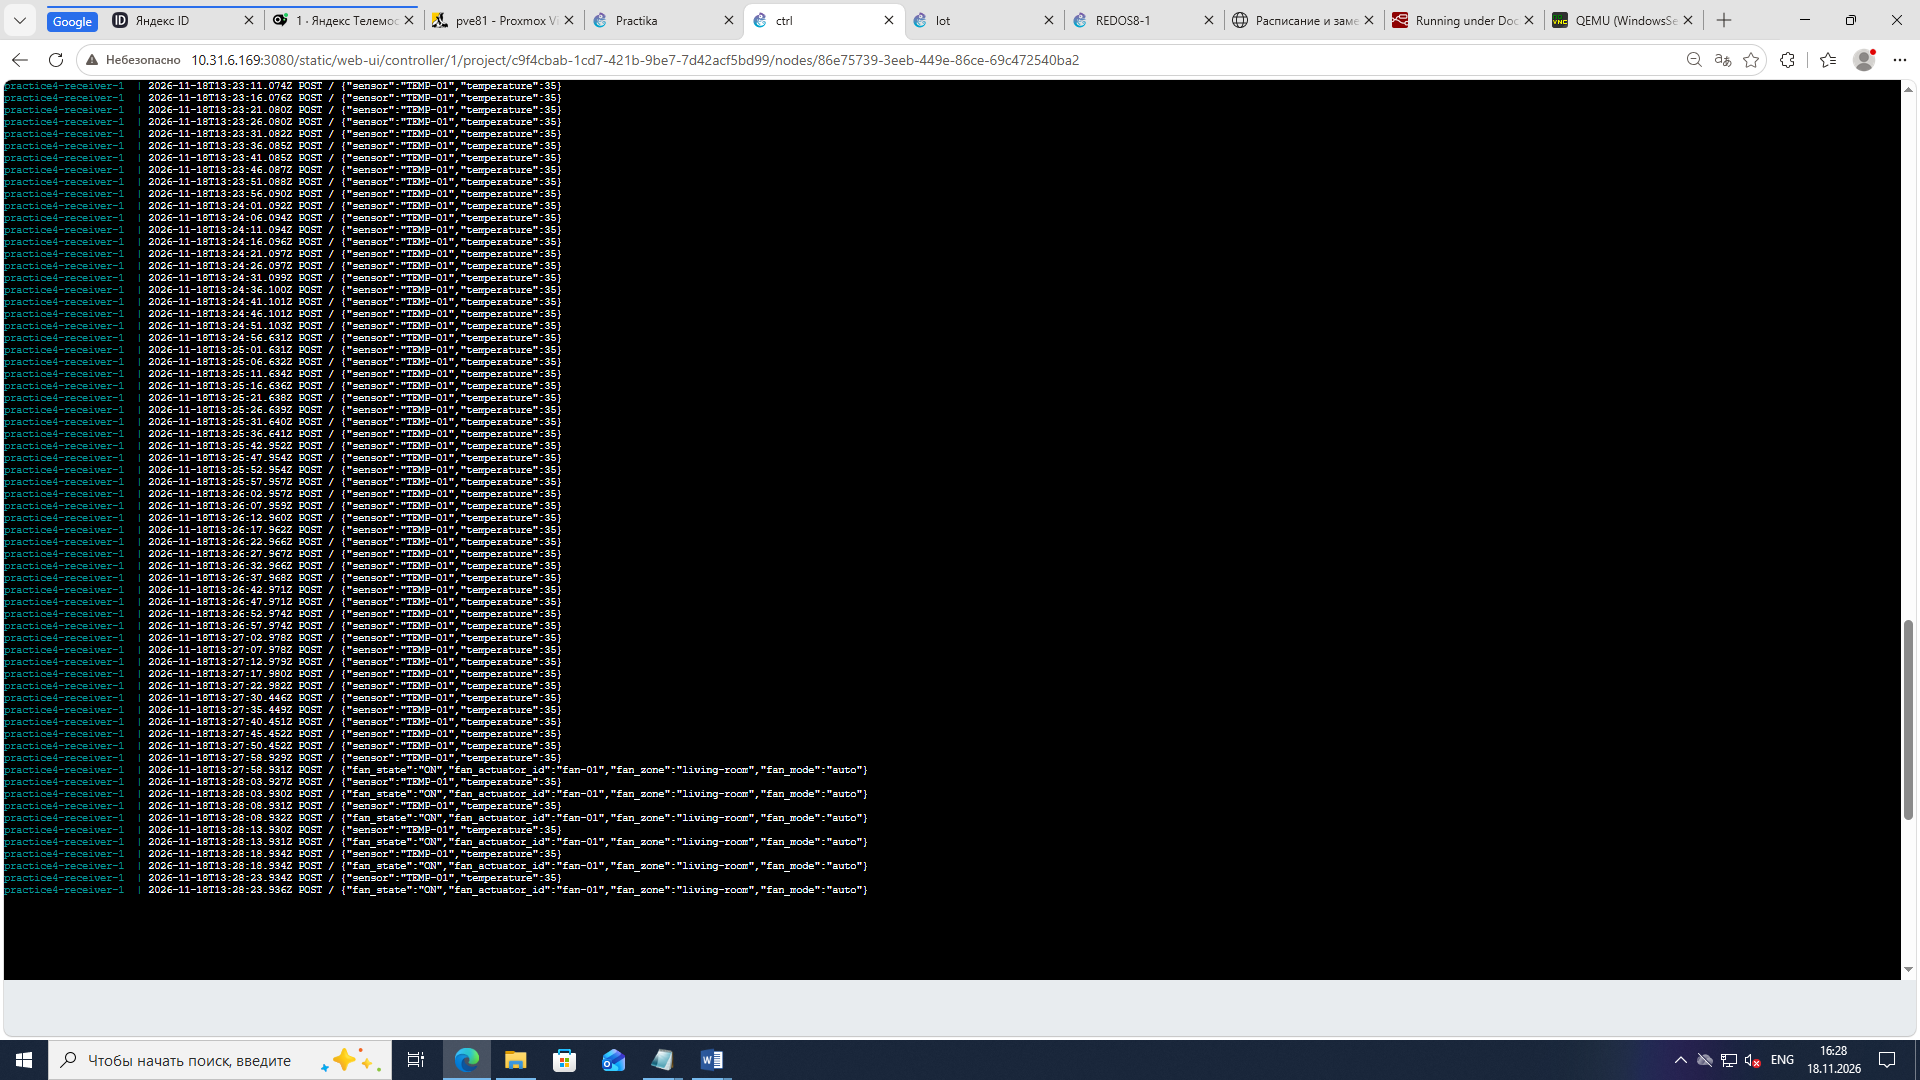 Google
Яндекс ID
1 · Яндекс Телемос
pve81 - Proxmox Vi
Practika
ctrl
Iot
REDOS8-1
Расписание и заме
Running under Doc
QEMU (WindowsSe
Небезопасно 10.31.6.169:3080/static/web-ui/controller/1/project/c9f4cbab-1cd7-421b-9be7-7d42acf5bd99/nodes/86e75739-3eeb-449e-86ce-69c472540ba2
practice4-receiver-1 | 2026-11-18T13:23:11.074Z POST / {"sensor":"TEMP-01","temperature":35}
practice4-receiver-1 | 2026-11-18T13:23:16.076Z POST / {"sensor":"TEMP-01","temperature":35}
practice4-receiver-1 | 2026-11-18T13:23:21.080Z POST / {"sensor":"TEMP-01","temperature":35}
practice4-receiver-1 | 2026-11-18T13:23:26.080Z POST / {"sensor":"TEMP-01","temperature":35}
practice4-receiver-1 | 2026-11-18T13:23:31.082Z POST / {"sensor":"TEMP-01","temperature":35}
practice4-receiver-1 | 2026-11-18T13:23:36.085Z POST / {"sensor":"TEMP-01","temperature":35}
practice4-receiver-1 | 2026-11-18T13:23:41.085Z POST / {"sensor":"TEMP-01","temperature":35}
practice4-receiver-1 | 2026-11-18T13:23:46.087Z POST / {"sensor":"TEMP-01","temperature":35}
practice4-receiver-1 | 2026-11-18T13:23:51.088Z POST / {"sensor":"TEMP-01","temperature":35}
practice4-receiver-1 | 2026-11-18T13:23:56.090Z POST / {"sensor":"TEMP-01","temperature":35}
practice4-receiver-1 | 2026-11-18T13:24:01.092Z POST / {"sensor":"TEMP-01","temperature":35}
practice4-receiver-1 | 2026-11-18T13:24:06.094Z POST / {"sensor":"TEMP-01","temperature":35}
practice4-receiver-1 | 2026-11-18T13:24:11.094Z POST / {"sensor":"TEMP-01","temperature":35}
practice4-receiver-1 | 2026-11-18T13:24:16.096Z POST / {"sensor":"TEMP-01","temperature":35}
practice4-receiver-1 | 2026-11-18T13:24:21.097Z POST / {"sensor":"TEMP-01","temperature":35}
practice4-receiver-1 | 2026-11-18T13:24:26.097Z POST / {"sensor":"TEMP-01","temperature":35}
practice4-receiver-1 | 2026-11-18T13:24:31.099Z POST / {"sensor":"TEMP-01","temperature":35}
practice4-receiver-1 | 2026-11-18T13:24:36.100Z POST / {"sensor":"TEMP-01","temperature":35}
practice4-receiver-1 | 2026-11-18T13:24:41.101Z POST / {"sensor":"TEMP-01","temperature":35}
practice4-receiver-1 | 2026-11-18T13:24:46.101Z POST / {"sensor":"TEMP-01","temperature":35}
practice4-receiver-1 | 2026-11-18T13:24:51.103Z POST / {"sensor":"TEMP-01","temperature":35}
practice4-receiver-1 | 2026-11-18T13:24:56.631Z POST / {"sensor":"TEMP-01","temperature":35}
practice4-receiver-1 | 2026-11-18T13:25:01.631Z POST / {"sensor":"TEMP-01","temperature":35}
practice4-receiver-1 | 2026-11-18T13:25:06.632Z POST / {"sensor":"TEMP-01","temperature":35}
practice4-receiver-1 | 2026-11-18T13:25:11.634Z POST / {"sensor":"TEMP-01","temperature":35}
practice4-receiver-1 | 2026-11-18T13:25:16.636Z POST / {"sensor":"TEMP-01","temperature":35}
practice4-receiver-1 | 2026-11-18T13:25:21.638Z POST / {"sensor":"TEMP-01","temperature":35}
practice4-receiver-1 | 2026-11-18T13:25:26.639Z POST / {"sensor":"TEMP-01","temperature":35}
practice4-receiver-1 | 2026-11-18T13:25:31.640Z POST / {"sensor":"TEMP-01","temperature":35}
practice4-receiver-1 | 2026-11-18T13:25:36.641Z POST / {"sensor":"TEMP-01","temperature":35}
practice4-receiver-1 | 2026-11-18T13:25:42.952Z POST / {"sensor":"TEMP-01","temperature":35}
practice4-receiver-1 | 2026-11-18T13:25:47.954Z POST / {"sensor":"TEMP-01","temperature":35}
practice4-receiver-1 | 2026-11-18T13:25:52.954Z POST / {"sensor":"TEMP-01","temperature":35}
practice4-receiver-1 | 2026-11-18T13:25:57.957Z POST / {"sensor":"TEMP-01","temperature":35}
practice4-receiver-1 | 2026-11-18T13:26:02.957Z POST / {"sensor":"TEMP-01","temperature":35}
practice4-receiver-1 | 2026-11-18T13:26:07.959Z POST / {"sensor":"TEMP-01","temperature":35}
practice4-receiver-1 | 2026-11-18T13:26:12.960Z POST / {"sensor":"TEMP-01","temperature":35}
practice4-receiver-1 | 2026-11-18T13:26:17.962Z POST / {"sensor":"TEMP-01","temperature":35}
practice4-receiver-1 | 2026-11-18T13:26:22.966Z POST / {"sensor":"TEMP-01","temperature":35}
practice4-receiver-1 | 2026-11-18T13:26:27.967Z POST / {"sensor":"TEMP-01","temperature":35}
practice4-receiver-1 | 2026-11-18T13:26:32.966Z POST / {"sensor":"TEMP-01","temperature":35}
practice4-receiver-1 | 2026-11-18T13:26:37.968Z POST / {"sensor":"TEMP-01","temperature":35}
practice4-receiver-1 | 2026-11-18T13:26:42.971Z POST / {"sensor":"TEMP-01","temperature":35}
practice4-receiver-1 | 2026-11-18T13:26:47.971Z POST / {"sensor":"TEMP-01","temperature":35}
practice4-receiver-1 | 2026-11-18T13:26:52.974Z POST / {"sensor":"TEMP-01","temperature":35}
practice4-receiver-1 | 2026-11-18T13:26:57.974Z POST / {"sensor":"TEMP-01","temperature":35}
practice4-receiver-1 | 2026-11-18T13:27:02.978Z POST / {"sensor":"TEMP-01","temperature":35}
practice4-receiver-1 | 2026-11-18T13:27:07.978Z POST / {"sensor":"TEMP-01","temperature":35}
practice4-receiver-1 | 2026-11-18T13:27:12.979Z POST / {"sensor":"TEMP-01","temperature":35}
practice4-receiver-1 | 2026-11-18T13:27:17.980Z POST / {"sensor":"TEMP-01","temperature":35}
practice4-receiver-1 | 2026-11-18T13:27:22.982Z POST / {"sensor":"TEMP-01","temperature":35}
practice4-receiver-1 | 2026-11-18T13:27:30.446Z POST / {"sensor":"TEMP-01","temperature":35}
practice4-receiver-1 | 2026-11-18T13:27:35.449Z POST / {"sensor":"TEMP-01","temperature":35}
practice4-receiver-1 | 2026-11-18T13:27:40.451Z POST / {"sensor":"TEMP-01","temperature":35}
practice4-receiver-1 | 2026-11-18T13:27:45.452Z POST / {"sensor":"TEMP-01","temperature":35}
practice4-receiver-1 | 2026-11-18T13:27:50.452Z POST / {"sensor":"TEMP-01","temperature":35}
practice4-receiver-1 | 2026-11-18T13:27:58.929Z POST / {"sensor":"TEMP-01","temperature":35}
practice4-receiver-1 | 2026-11-18T13:27:58.931Z POST / {"fan_state":"ON","fan_actuator_id":"fan-01","fan_zone":"living-room","fan_mode":"auto"}
practice4-receiver-1 | 2026-11-18T13:28:03.927Z POST / {"sensor":"TEMP-01","temperature":35}
practice4-receiver-1 | 2026-11-18T13:28:03.930Z POST / {"fan_state":"ON","fan_actuator_id":"fan-01","fan_zone":"living-room","fan_mode":"auto"}
practice4-receiver-1 | 2026-11-18T13:28:08.931Z POST / {"sensor":"TEMP-01","temperature":35}
practice4-receiver-1 | 2026-11-18T13:28:08.932Z POST / {"fan_state":"ON","fan_actuator_id":"fan-01","fan_zone":"living-room","fan_mode":"auto"}
practice4-receiver-1 | 2026-11-18T13:28:13.930Z POST / {"sensor":"TEMP-01","temperature":35}
practice4-receiver-1 | 2026-11-18T13:28:13.931Z POST / {"fan_state":"ON","fan_actuator_id":"fan-01","fan_zone":"living-room","fan_mode":"auto"}
practice4-receiver-1 | 2026-11-18T13:28:18.934Z POST / {"sensor":"TEMP-01","temperature":35}
practice4-receiver-1 | 2026-11-18T13:28:18.934Z POST / {"fan_state":"ON","fan_actuator_id":"fan-01","fan_zone":"living-room","fan_mode":"auto"}
practice4-receiver-1 | 2026-11-18T13:28:23.934Z POST / {"sensor":"TEMP-01","temperature":35}
practice4-receiver-1 | 2026-11-18T13:28:23.936Z POST / {"fan_state":"ON","fan_actuator_id":"fan-01","fan_zone":"living-room","fan_mode":"auto"}
Чтобы начать поиск, введите
ENG
16:28
18.11.2026